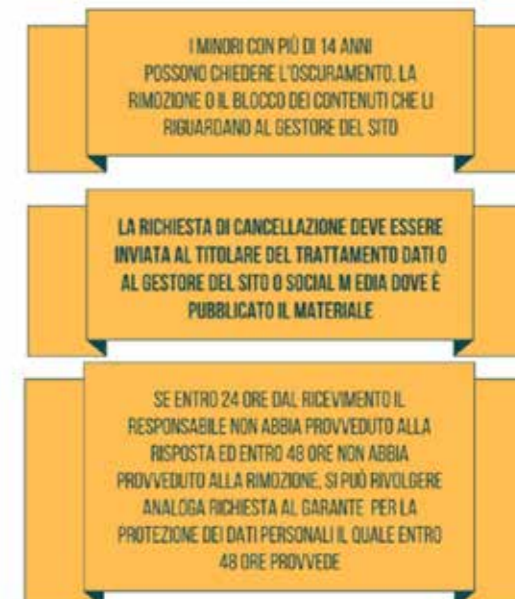 I MINORI CON PIÙ DI 14 ANNI
POSSONO CHIEDERE L'OSCURAMENTO, LA
RIMOZIONE O IL BLOCCO DEI CONTENUTI CHE LI
RIGUARDANO AL GESTORE DEL SITO
LA RICHIESTA DI CANCELLAZIONE DEVE ESSERE
INVIATA AL TITOLARE DEL TRATTAMENTO DATI O
AL GESTORE DEL SITO O SOCIAL M EDIA DOVE È
PUBBLICATO IL MATERIALE
SE ENTRO 24 ORE DAL RICEVIMENTO IL
RESPONSABILE NON ABBIA PROVVEDUTO ALLA
RISPOSTA ED ENTRO 48 ORE NON ABBIA
PROVVEDUTO ALLA RIMOZIONE, SI PUÒ RIVOLGERE
ANALOGA RICHIESTA AL GARANTE PER LA
PROTEZIONE DEI DATI PERSONALI IL QUALE ENTRO
48 ORE PROVVEDE